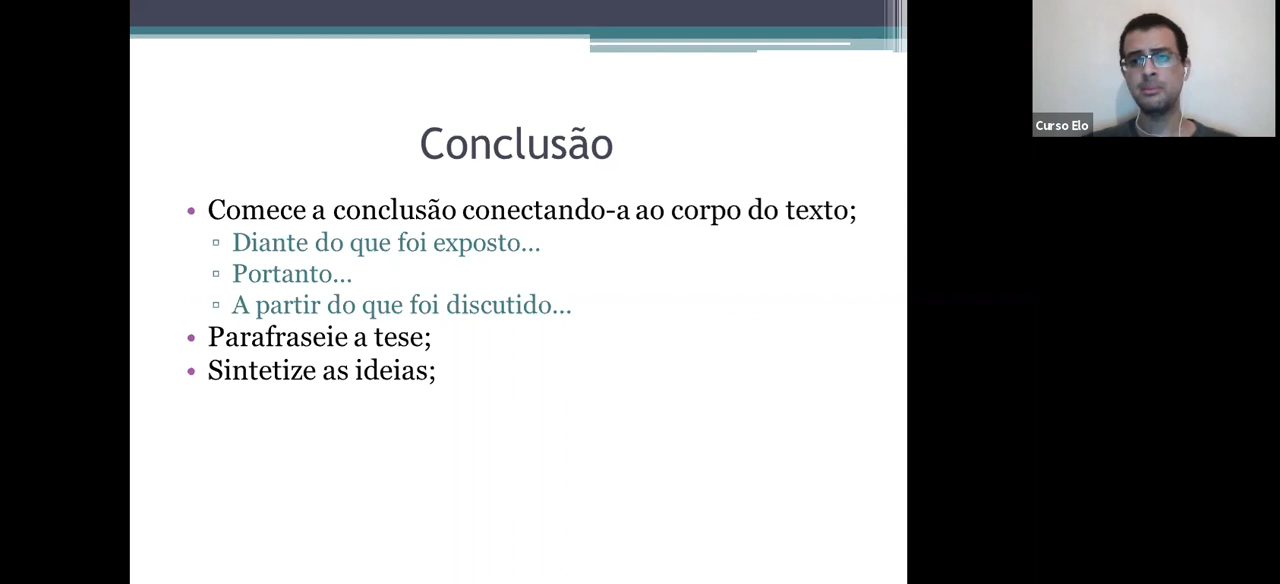 Conclusão
• Comece a conclusão conectando-a ao corpo do texto;
▫ Diante do que foi exposto...
▫ Portanto...
▫ A partir do que foi discutido...
• Parafraseie a tese;
• Sintetize as ideias;
Curso Elo